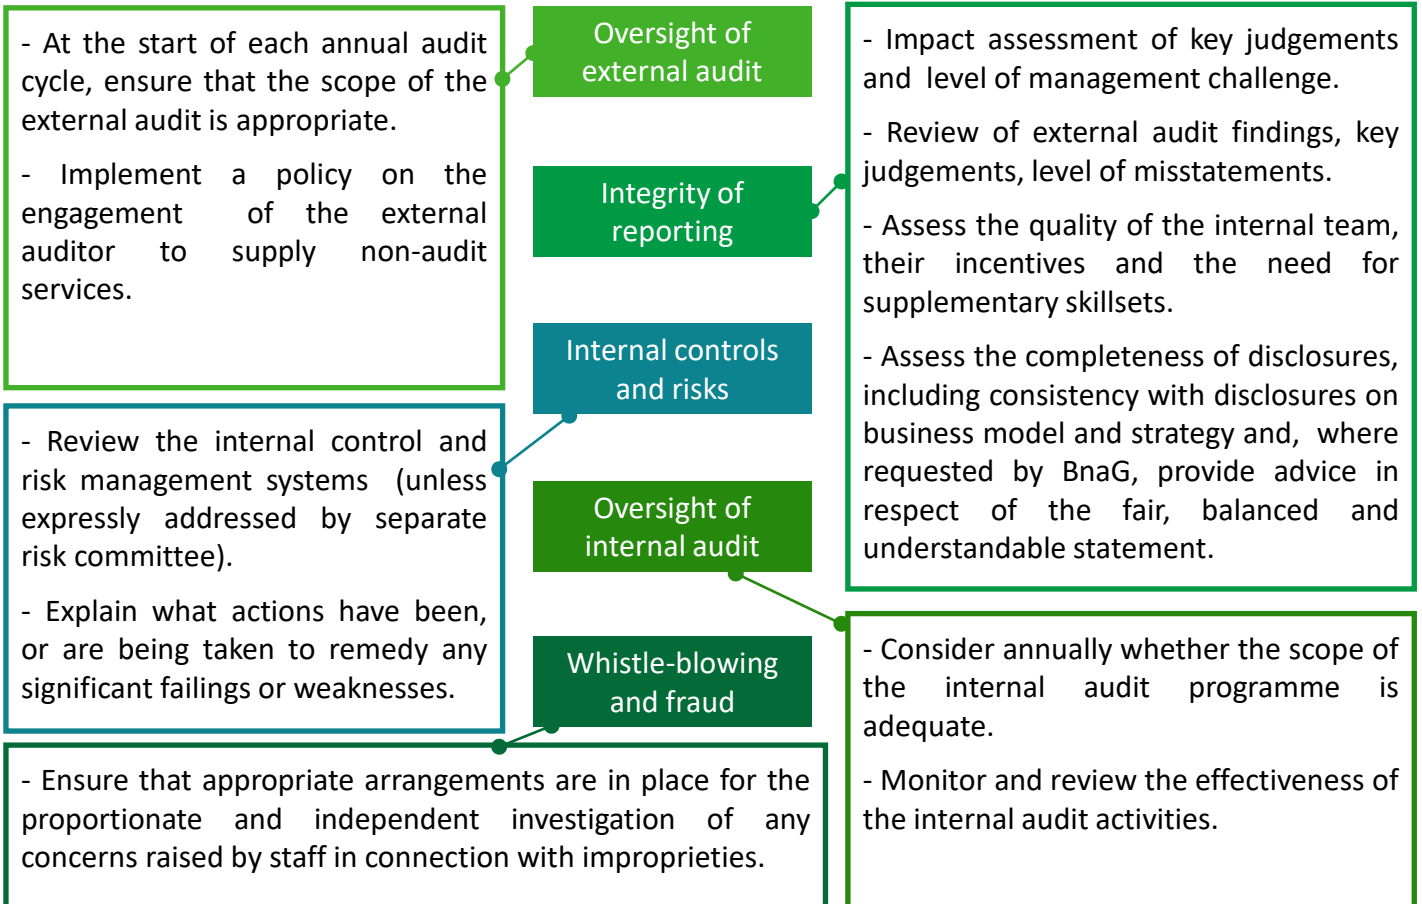 - At the start of each annual audit
cycle, ensure that the scope of the
external audit is appropriate.
- Implement a policy on the
engagement of the external
auditor to supply non-audit
services.
Oversight of
external audit
Integrity of
reporting
- Impact assessment of key judgements
and level of management challenge.
- Review of external audit findings, key
judgements, level of misstatements.
- Assess the quality of the internal team,
their incentives and the need for
supplementary skillsets.
- Assess the completeness of disclosures,
including consistency with disclosures on
business model and strategy and, where
requested by BnaG, provide advice in
respect of the fair, balanced and
understandable statement.
Internal controls
and risks
- Review the internal control and
risk management systems (unless
expressly addressed by separate
risk committee).
- Explain what actions have been,
or are being taken to remedy any
significant failings or weaknesses.
Oversight of
internal audit
- Consider annually whether the scope of
the internal audit programme is
adequate.
- Monitor and review the effectiveness of
the internal audit activities.
Whistle-blowing
and fraud
- Ensure that appropriate arrangements are in place for the
proportionate and independent investigation of any
concerns raised by staff in connection with improprieties.